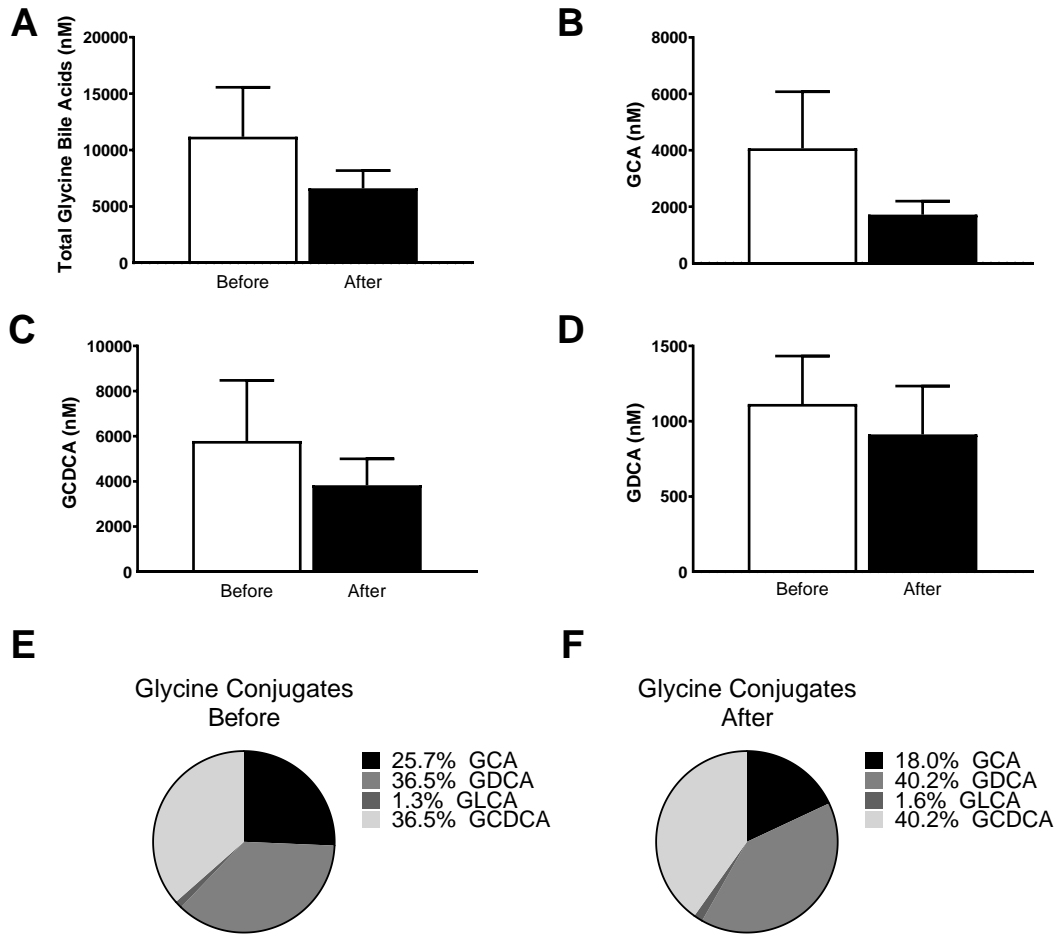 A
Total Glycine Bile Acids (nM)
20000
15000
10000
5000
0
Before After
B
GCA (nM)
8000
6000
4000
2000
0
C
GCDCA (nM)
10000
8000
6000
4000
2000
0
Before After
D
GDCA (nM)
1500
1000
500
0
Before After
E
Glycine Conjugates
Before
25.7% GCA
36.5% GDCA
1.3% GLCA
36.5% GCDCA
F
Glycine Conjugates
After
18.0% GCA
40.2% GDCA
1.6% GLCA
40.2% GCDCA